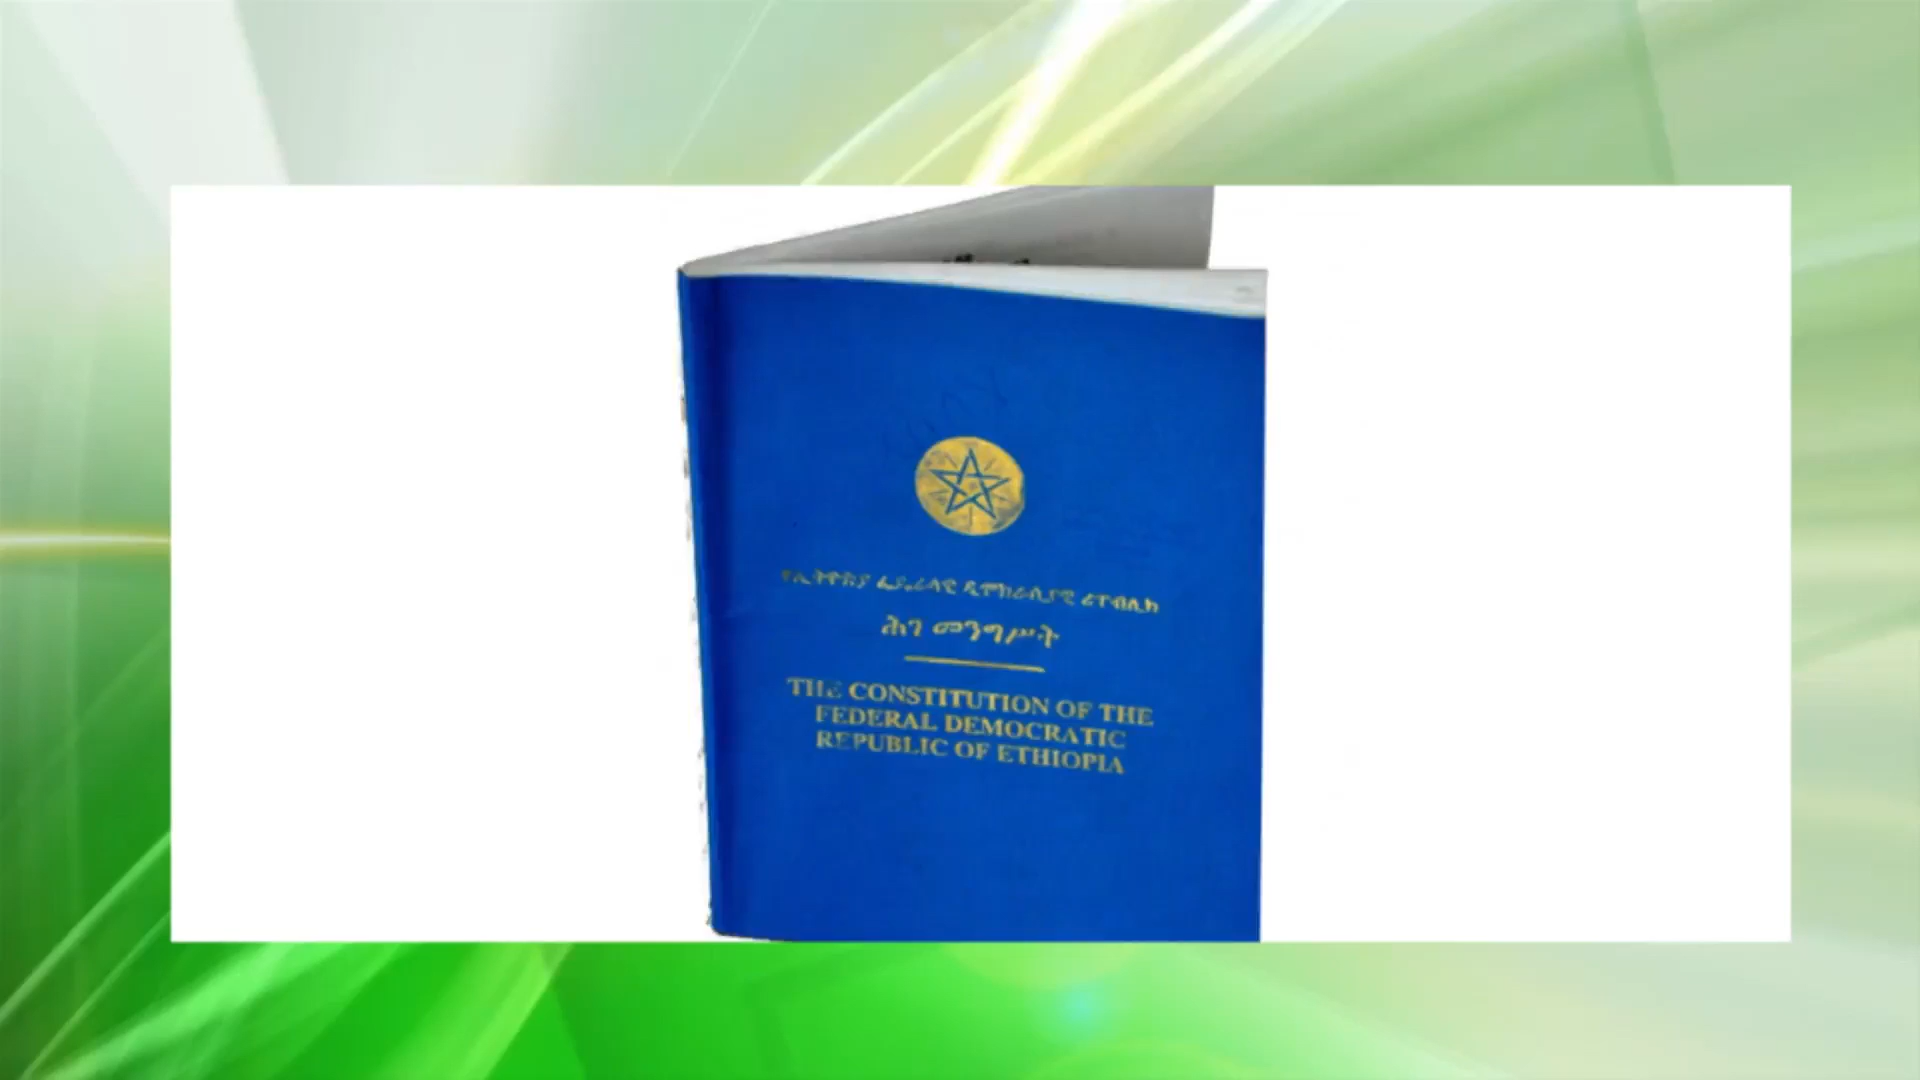 የኢትዮጵያ ፌዴራላዊ ዲሞክራሲያዊ ሪፐብሊክ
ሕገ መንግሥት
THE CONSTITUTION OF THE
FEDERAL DEMOCRATIC
REPUBLIC OF ETHIOPIA